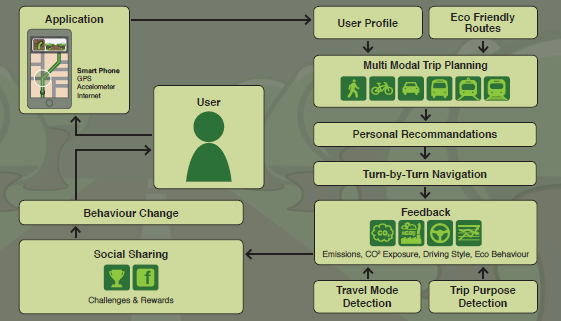 Application
Smart Phone
GPS
Accelometer
Internet
User
User Profile
Eco Friendly
Routes
Multi Modal Trip Planning
Personal Recommandations
Turn-by-Turn Navigation
Feedback
CO₂
Emissions, CO² Exposure, Driving Style, Eco Behaviour
Travel Mode
Detection
Trip Purpose
Detection
Behaviour Change
Social Sharing
f
Challenges & Rewards